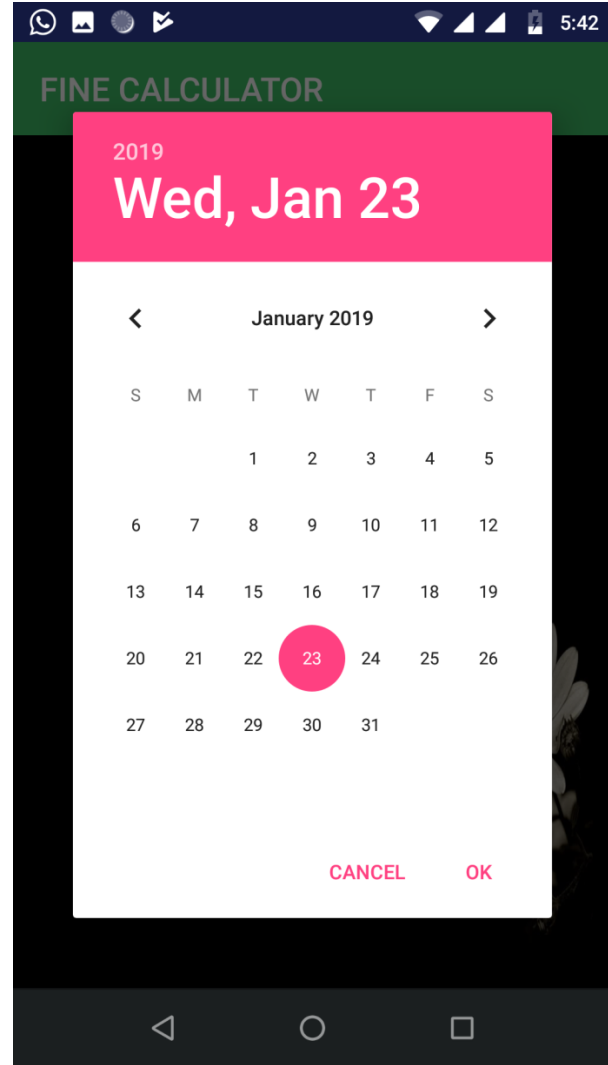 5:42
FINE CALCULATOR
2019
Wed, Jan 23
January 2019
S M T W T F S
1 2 3 4 5
6 7 8 9 10 11 12
13 14 15 16 17 18 19
20 21 22 23 24 25 26
27 28 29 30 31
CANCEL OK